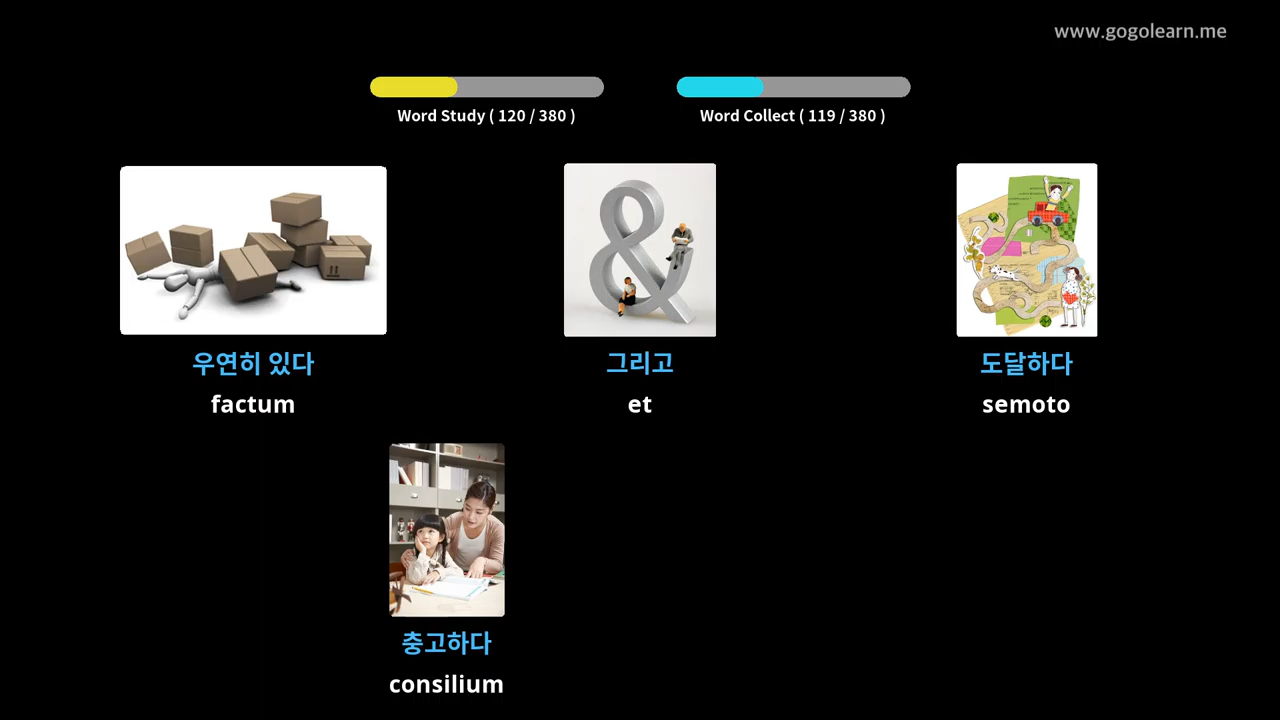 www.gogolearn.me
Word Study ( 120 / 380 )
Word Collect ( 119 / 380 )
우연히 있다
factum
그리고
et
도달하다
semoto
충고하다
consilium